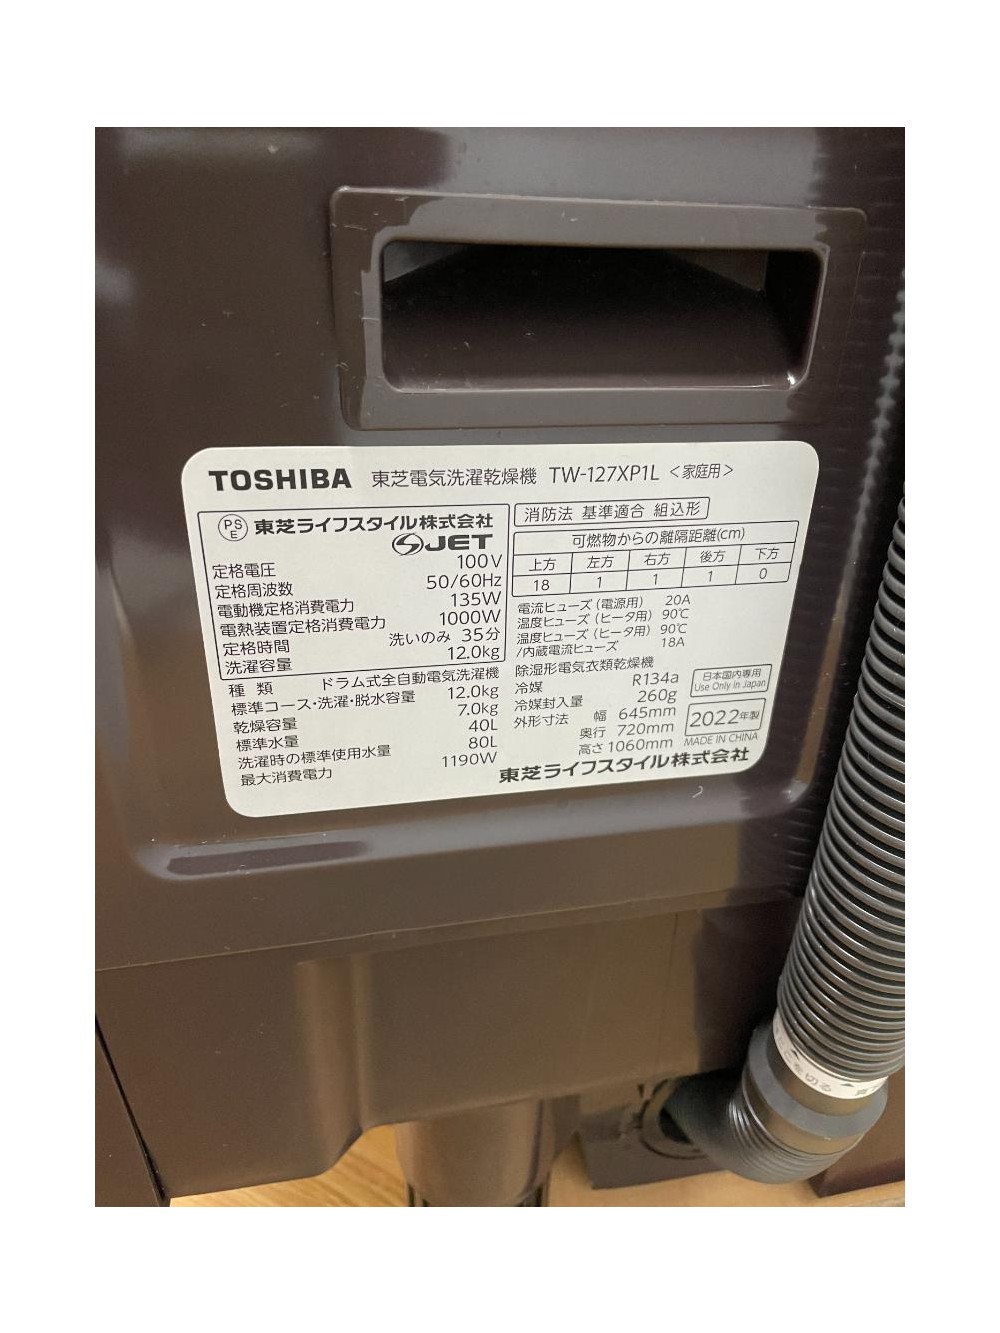 TOSHIBA 東芝電気洗濯乾燥機 TW-127XP1L <家庭用>
PS
E
東芝ライフスタイル株式会社
JET
定格電圧 100V
定格周波数 50/60Hz
電動機定格消費電力 135W
電熱装置定格消費電力 1000W
定格時間 洗いのみ 35分
洗濯容量 12.0kg
種 類 ドラム式全自動電気洗濯機
標準コース・洗濯・脱水容量 12.0kg
乾燥容量 7.0kg
標準水量 40L
洗濯時の標準使用水量 80L
最大消費電力 1190W
消防法 基準適合 組込形
可燃物からの離隔距離(cm)
上方 左方 右方 後方 下方
18 1 1 1 0
電流ヒューズ(電源用) 20A
温度ヒューズ(ヒータ用) 90℃
温度ヒューズ(ヒータ用) 90℃
/内蔵電流ヒューズ 18A
除湿形電気衣類乾燥機
冷媒 R134a
冷媒封入量 260g
外形寸法 幅 645mm
奥行 720mm
高さ 1060mm
日本国内専用
Use Only in Japan
2022年製
MADE IN CHINA
東芝ライフスタイル株式会社
を切る